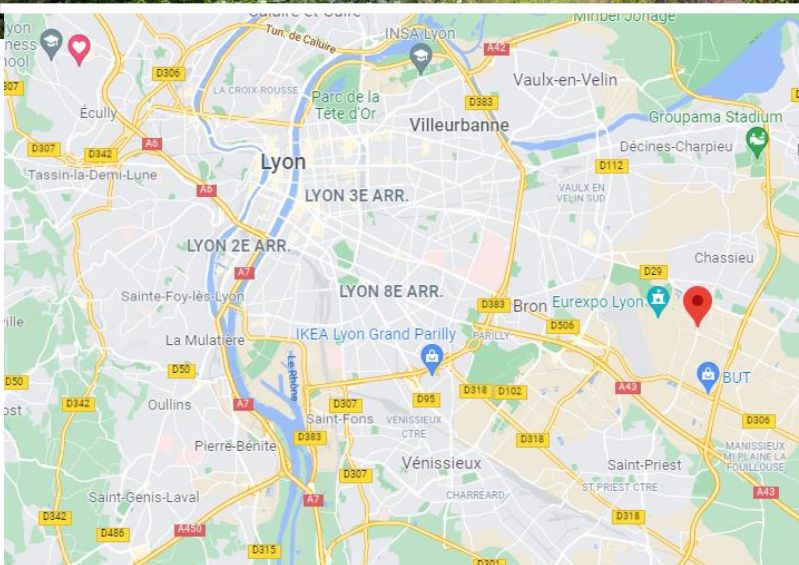 Caluire-et-Cuire
Miribel Jonage
Tun. de Caluire
INSA Lyon
A42
D306
LA CROIX-ROUSSE
Parc de la
Tête d'Or
D383
Vaulx-en-Velin
Écully
Villeurbanne
Groupama Stadium
A6
D307
D342
Décines-Charpieu
Lyon
D112
Tassin-la-Demi-Lune
A6
LYON 3E ARR.
VAULX EN
VELIN SUD
LYON 2E ARR.
A7
Chassieu
D29
LYON 8E ARR.
Sainte-Foy-lès-Lyon
D383
Bron
Eurexpo Lyon
D506
PARILLY
IKEA Lyon Grand Parilly
La Mulatière
Le Rhône
D50
D50
BUT
A43
D318
D102
D342
Oullins
A7
D307
D95
Saint-Fons
VÉNISSIEUX
CTRE
D306
D383
D318
Pierre-Bénite
MANISSIEUX
MI PLAINE LA
FOUILLOUSE
Vénissieux
Saint-Priest
D307
A43
Saint-Genis-Laval
A7
CHARRÉARD
ST PRIEST CTRE
D342
D486
A450
D315
D318
D301